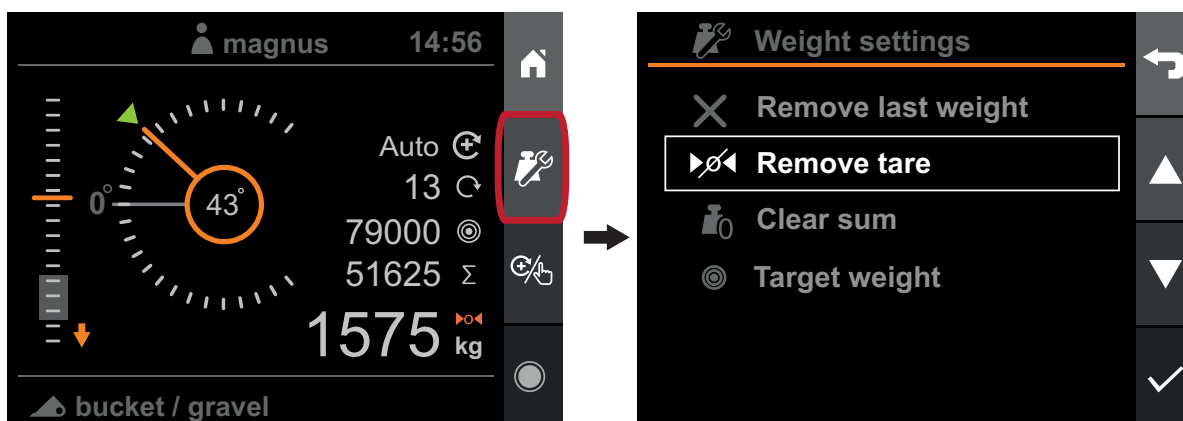 magnus 14:56
Auto
13
0° 43°
79000
51625 Σ
1575 kg
bucket / gravel
Weight settings
Remove last weight
Remove tare
0 Clear sum
Target weight